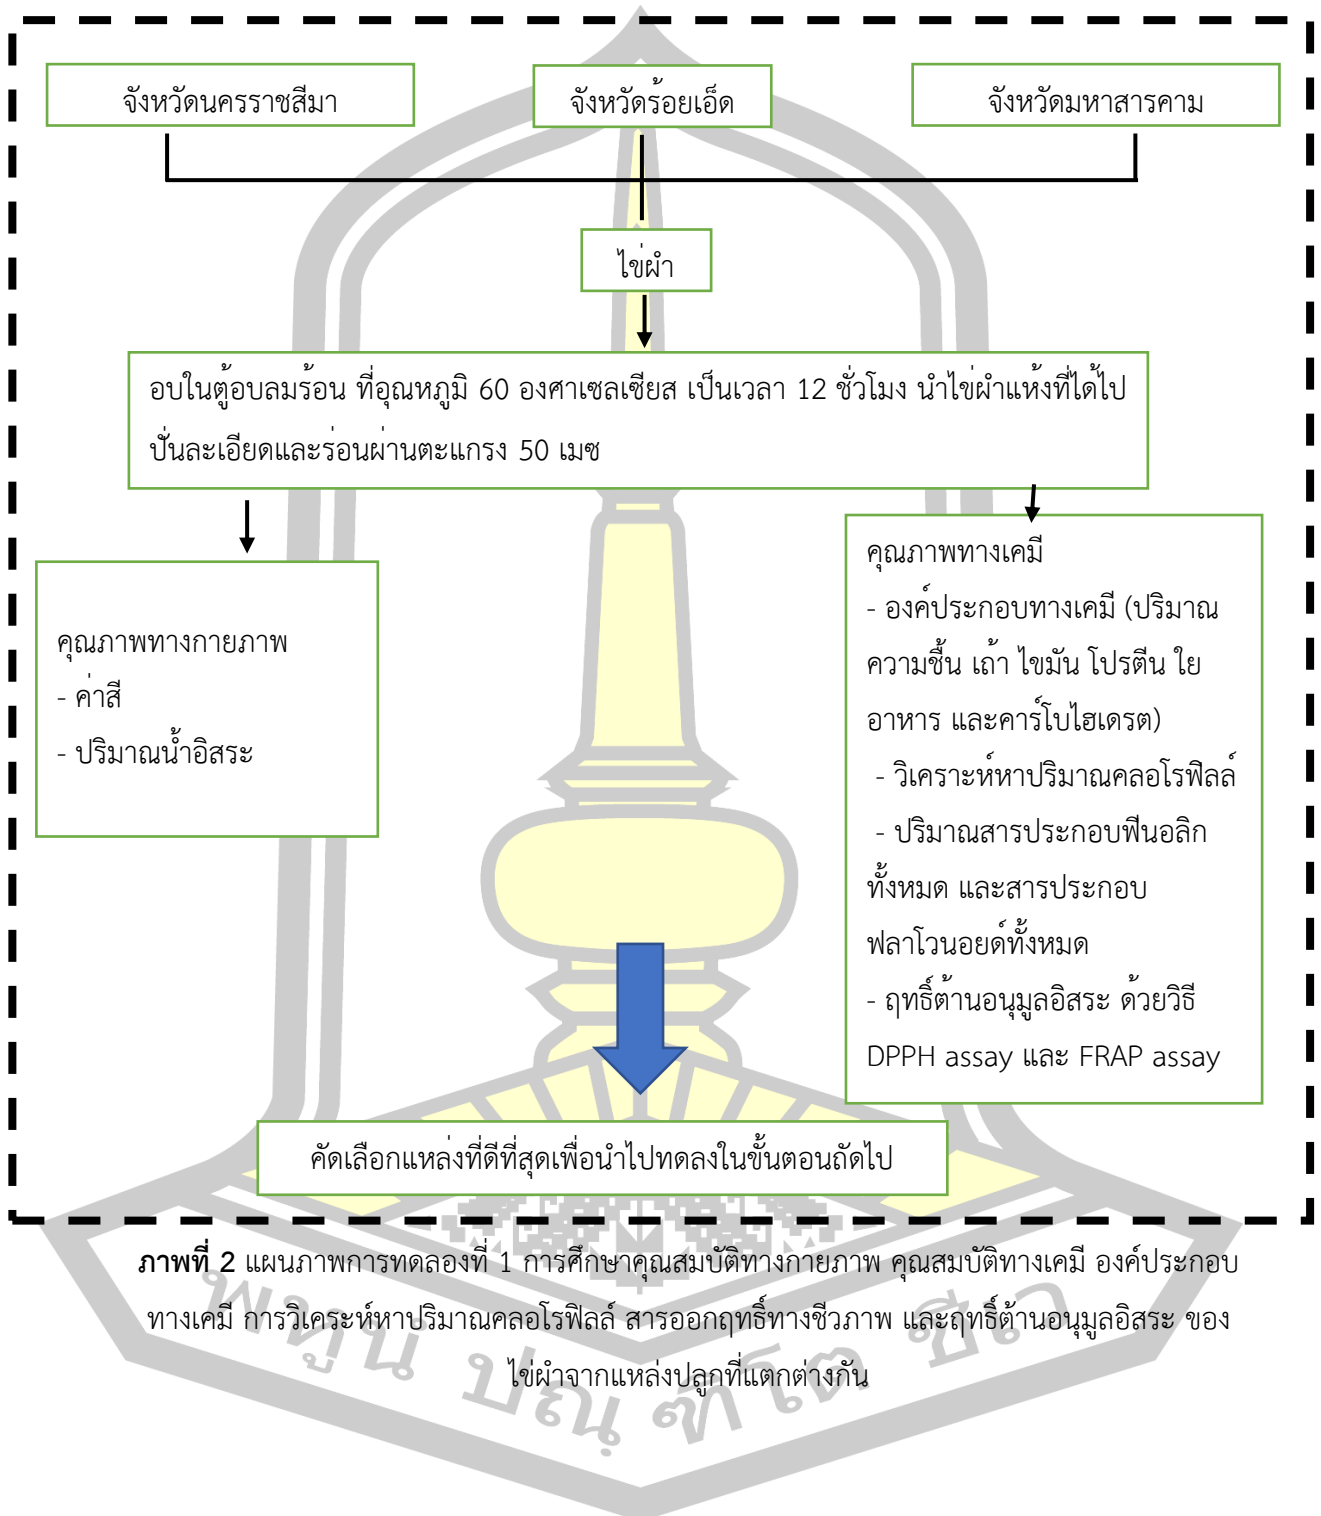 จังหวัดนครราชสีมา
จังหวัดร้อยเอ็ด
จังหวัดมหาสารคาม
ไข่ผำ
อบในตู้อบลมร้อน ที่อุณหภูมิ 60 องศาเซลเซียส เป็นเวลา 12 ชั่วโมง นำไข่ผำแห้งที่ได้ไป
ปั่นละเอียดและร่อนผ่านตะแกรง 50 เมซ
คุณภาพทางกายภาพ
- ค่าสี
- ปริมาณน้ำอิสระ
คุณภาพทางเคมี
- องค์ประกอบทางเคมี (ปริมาณ
ความชื้น เถ้า ไขมัน โปรตีน ใย
อาหาร และคาร์โบไฮเดรต)
- วิเคราะห์หาปริมาณคลอโรฟิลล์
- ปริมาณสารประกอบฟีนอลิก
ทั้งหมด และสารประกอบ
ฟลาโวนอยด์ทั้งหมด
- ฤทธิ์ต้านอนุมูลอิสระ ด้วยวิธี
DPPH assay และ FRAP assay
คัดเลือกแหล่งที่ดีที่สุดเพื่อนำไปทดลงในขั้นตอนถัดไป
ภาพที่ 2 แผนภาพการทดลองที่ 1 การศึกษาคุณสมบัติทางกายภาพ คุณสมบัติทางเคมี องค์ประกอบ
ทางเคมี การวิเคระห์หาปริมาณคลอโรฟิลล์ สารออกฤทธิ์ทางชีวภาพ และฤทธิ์ต้านอนุมูลอิสระ ของ
ไข่ผำจากแหล่งปลูกที่แตกต่างกัน
พหูน ปณฺ ฑิโต ชีเว